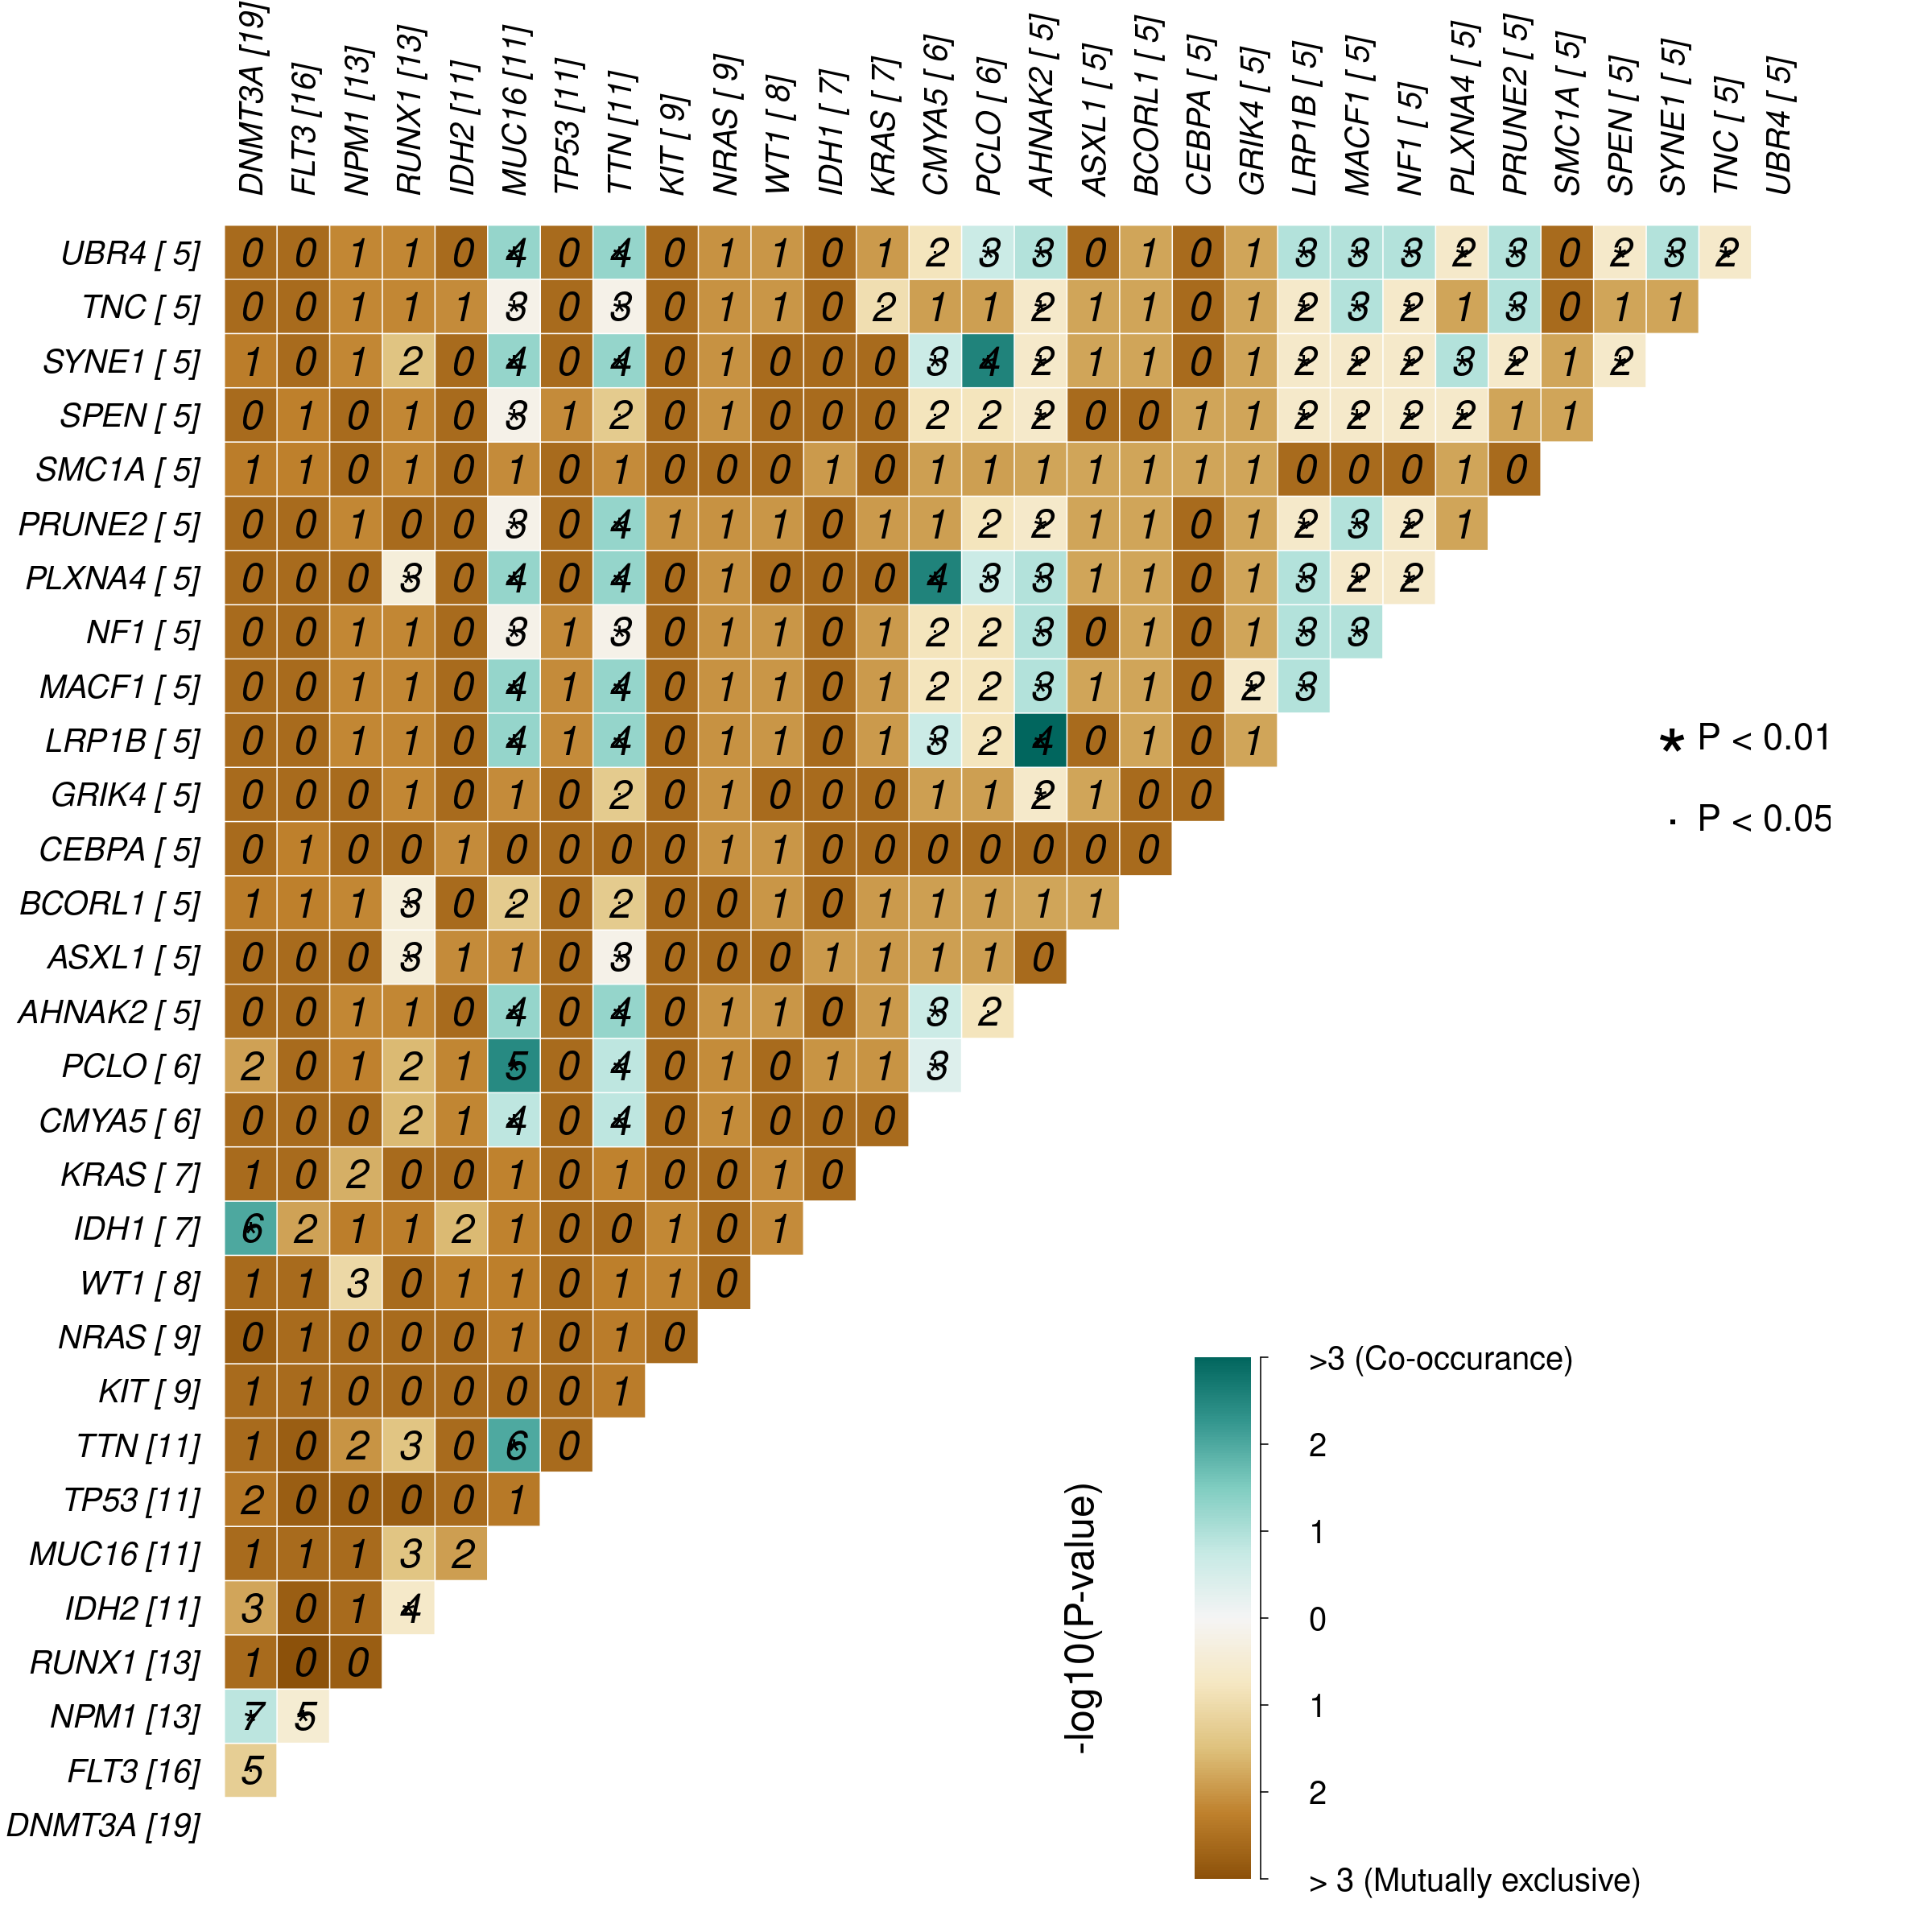 DNMT3A [19] FLT3 [16] NPM1 [13] RUNX1 [13] IDH2 [11] MUC16 [11] TP53 [11] TTN [11] KIT [ 9] NRAS [ 9] WT1 [ 8] IDH1 [ 7] KRAS [ 7] CMYA5 [ 6] PCLO [ 6] AHNAK2 [ 5] ASXL1 [ 5] BCORL1 [ 5] CEBPA [ 5] GRIK4 [ 5] LRP1B [ 5] MACF1 [ 5] NF1 [ 5] PLXNA4 [ 5] PRUNE2 [ 5] SMC1A [ 5] SPEN [ 5] SYNE1 [ 5] TNC [ 5] UBR4 [ 5]
UBR4 [ 5] 0 0 1 1 0 4* 0 4* 0 1 1 0 1 2· 3* 3* 0 1 0 1 3* 3* 3* 2* 3* 0 2* 3* 2*
TNC [ 5] 0 0 1 1 1 3* 0 3* 0 1 1 0 2· 1 1 2* 1 1 0 1 2* 3* 2* 1 3* 0 1 1
SYNE1 [ 5] 1 0 1 2 0 4* 0 4* 0 1 0 0 0 3* 4* 2* 1 1 0 1 2* 2* 2* 3* 2* 1 2*
SPEN [ 5] 0 1 0 1 0 3* 1 2· 0 1 0 0 0 2· 2· 2* 0 0 1 1 2* 2* 2* 2* 1 1
SMC1A [ 5] 1 1 0 1 0 1 0 1 0 0 0 1 0 1 1 1 1 1 1 1 0 0 0 1 0
PRUNE2 [ 5] 0 0 1 0 0 3* 0 4* 1 1 1 0 1 1 2· 2* 1 1 0 1 2* 3* 2* 1
PLXNA4 [ 5] 0 0 0 3* 0 4* 0 4* 0 1 0 0 0 4* 3* 3* 1 1 0 1 3* 2* 2*
NF1 [ 5] 0 0 1 1 0 3* 1 3* 0 1 1 0 1 2· 2· 3* 0 1 0 1 3* 3*
MACF1 [ 5] 0 0 1 1 0 4* 1 4* 0 1 1 0 1 2· 2· 3* 1 1 0 2* 3*
LRP1B [ 5] 0 0 1 1 0 4* 1 4* 0 1 1 0 1 3* 2· 4* 0 1 0 1
GRIK4 [ 5] 0 0 0 1 0 1 0 2· 0 1 0 0 0 1 1 2* 1 0 0
CEBPA [ 5] 0 1 0 0 1 0 0 0 0 1 1 0 0 0 0 0 0 0
BCORL1 [ 5] 1 1 1 3* 0 2· 0 2· 0 0 1 0 1 1 1 1 1
ASXL1 [ 5] 0 0 0 3* 1 1 0 3* 0 0 0 1 1 1 1 0
AHNAK2 [ 5] 0 0 1 1 0 4* 0 4* 0 1 1 0 1 3* 2·
PCLO [ 6] 2 0 1 2 1 5* 0 4* 0 1 0 1 1 3*
CMYA5 [ 6] 0 0 0 2 1 4* 0 4* 0 1 0 0 0
KRAS [ 7] 1 0 2 0 0 1 0 1 0 0 1 0
IDH1 [ 7] 6* 2 1 1 2 1 0 0 1 0 1
WT1 [ 8] 1 1 3 0 1 1 0 1 1 0
NRAS [ 9] 0 1 0 0 0 1 0 1 0
KIT [ 9] 1 1 0 0 0 0 0 1
TTN [11] 1 0 2 3 0 6* 0
TP53 [11] 2 0 0 0 0 1
MUC16 [11] 1 1 1 3 2
IDH2 [11] 3 0 1 4*
RUNX1 [13] 1 0 0
NPM1 [13] 7* 5*
FLT3 [16] 5·
DNMT3A [19]
* P < 0.01
· P < 0.05
-log10(P-value)
>3 (Co-occurance)
2
1
0
1
2
> 3 (Mutually exclusive)